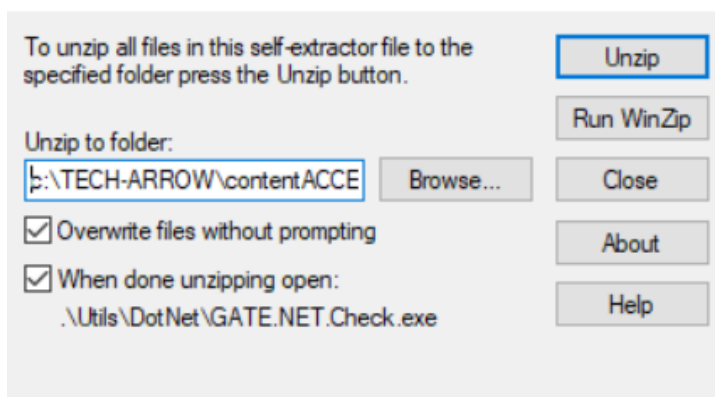 To unzip all files in this self-extractor file to the
specified folder press the Unzip button.
Unzip
Run WinZip
Unzip to folder:
c:\TECH-ARROW\contentACCE
Browse...
Close
Overwrite files without prompting
About
When done unzipping open:
.\Utils\DotNet\GATE.NET.Check.exe
Help